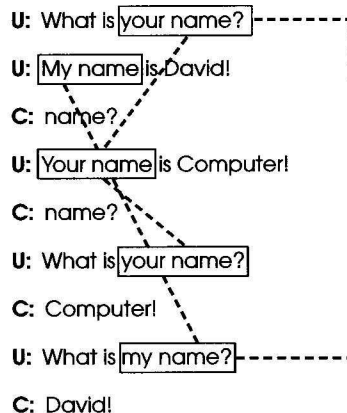 U: What is your name?
U: My name is David!
C: name?
U: Your name is Computer!
C: name?
U: What is your name?
C: Computer!
U: What is my name?
C: David!